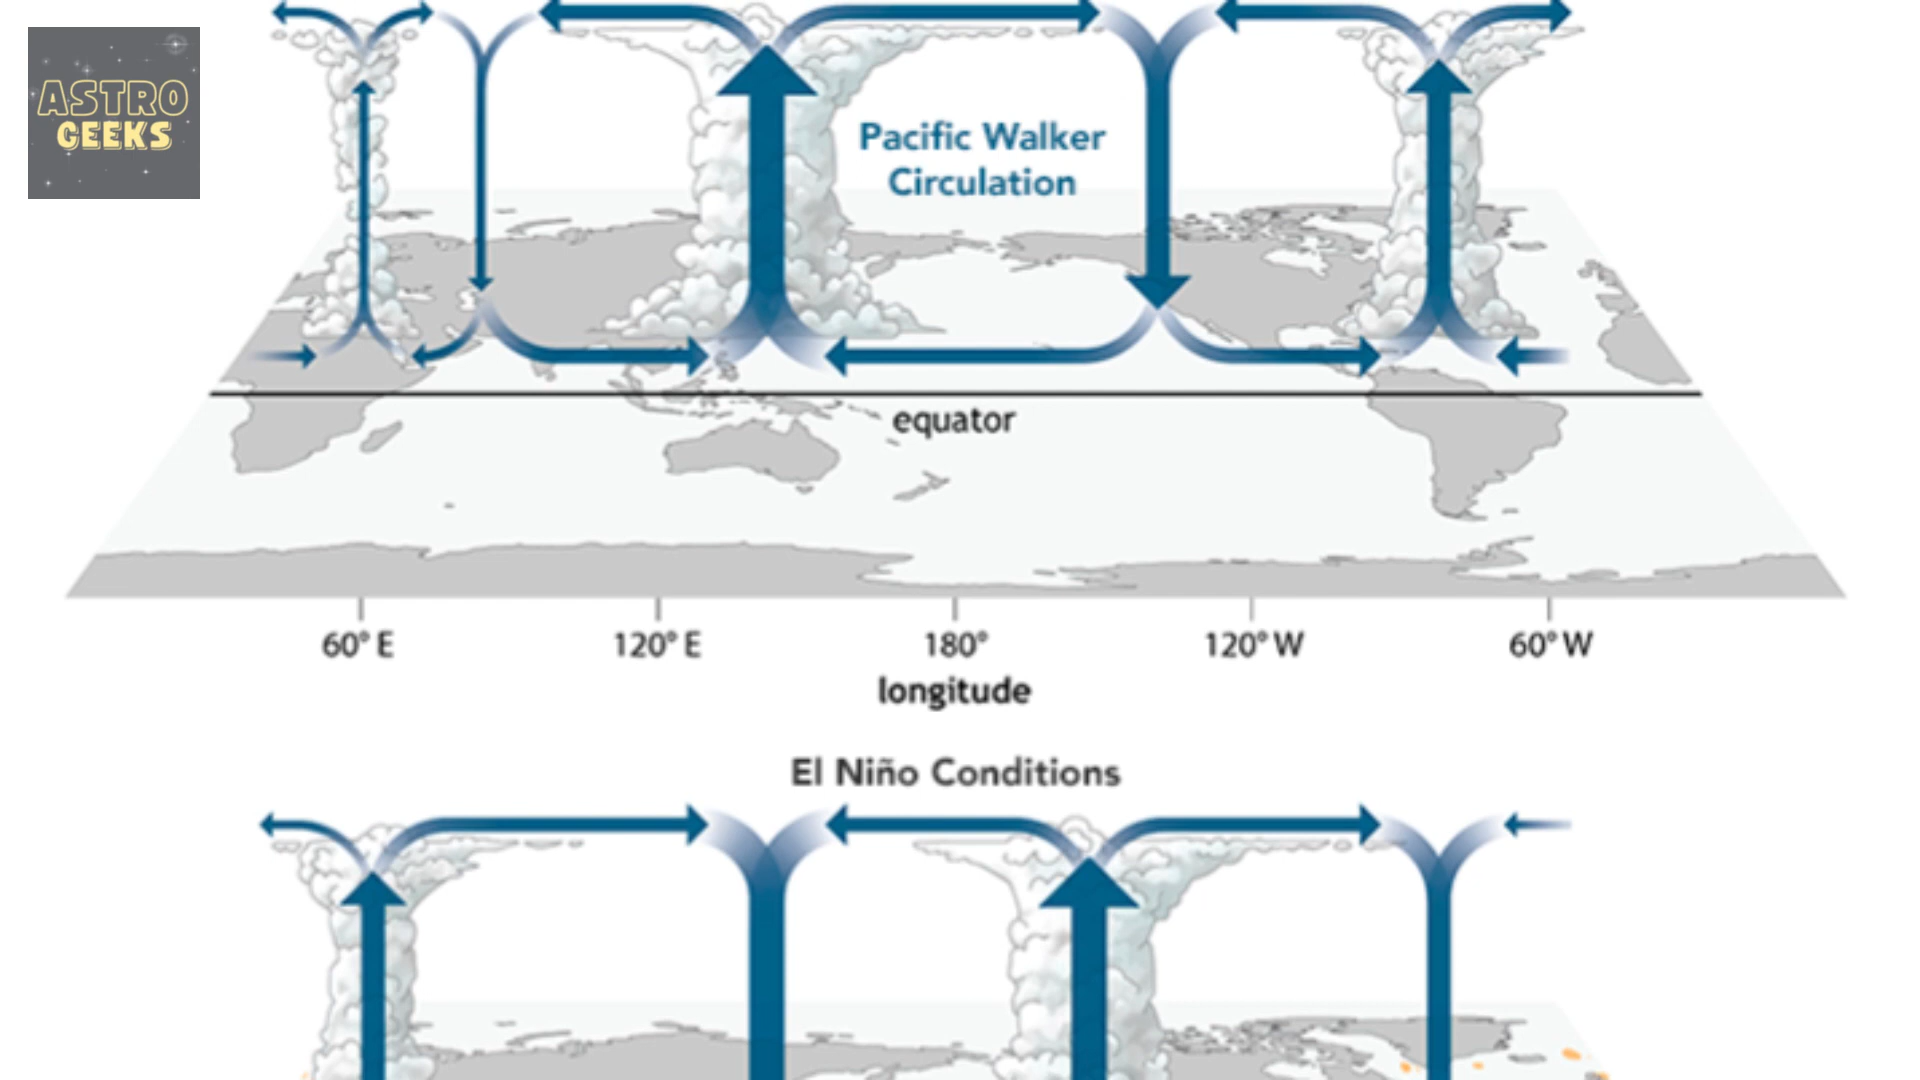 ASTRO
GEEKS
Pacific Walker
Circulation
equator
60° E
120° E
180°
120° W
60° W
longitude
El Niño Conditions